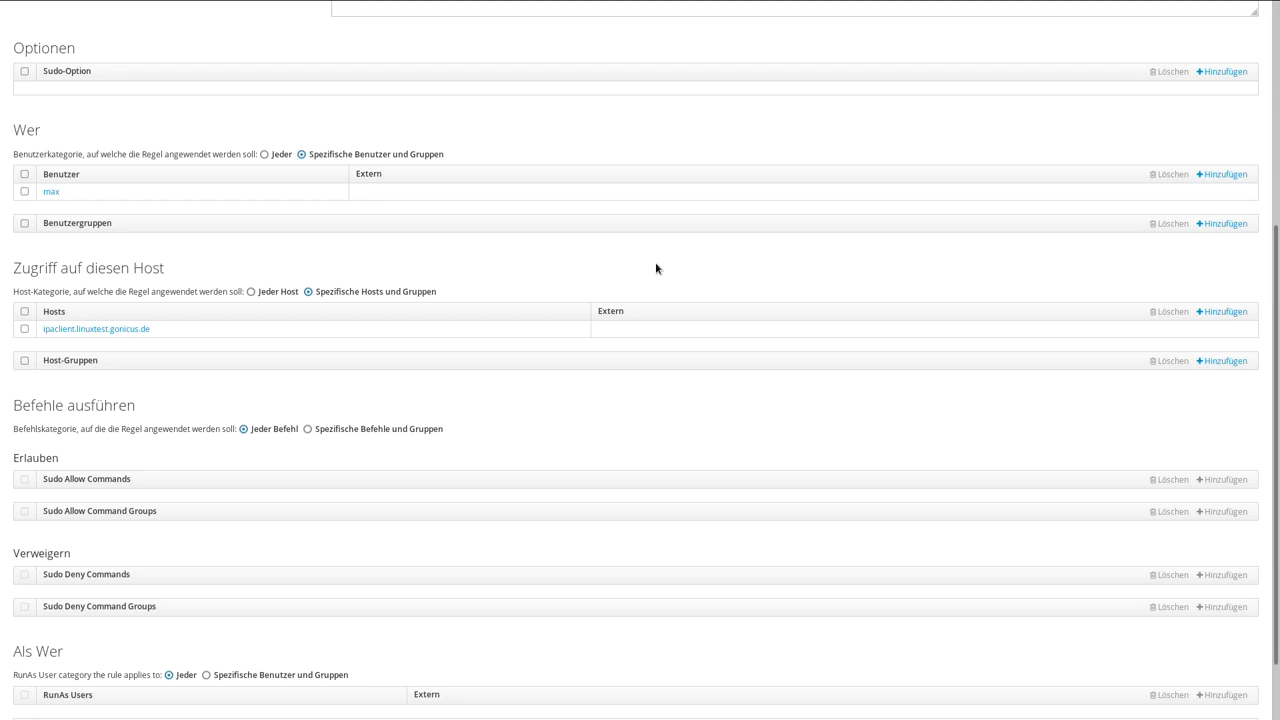 Optionen
Sudo-Option Löschen Hinzufügen
Wer
Benutzerkategorie, auf welche die Regel angewendet werden soll: Jeder Spezifische Benutzer und Gruppen
Benutzer Extern Löschen Hinzufügen
max
Benutzergruppen Löschen Hinzufügen
Zugriff auf diesen Host
Host-Kategorie, auf welche die Regel angewendet werden soll: Jeder Host Spezifische Hosts und Gruppen
Hosts Extern Löschen Hinzufügen
ipaclient.linuxtest.gonicus.de
Host-Gruppen Löschen Hinzufügen
Befehle ausführen
Befehlskategorie, auf die die Regel angewendet werden soll: Jeder Befehl Spezifische Befehle und Gruppen
Erlauben
Sudo Allow Commands Löschen Hinzufügen
Sudo Allow Command Groups Löschen Hinzufügen
Verweigern
Sudo Deny Commands Löschen Hinzufügen
Sudo Deny Command Groups Löschen Hinzufügen
Als Wer
RunAs User category the rule applies to: Jeder Spezifische Benutzer und Gruppen
RunAs Users Extern Löschen Hinzufügen